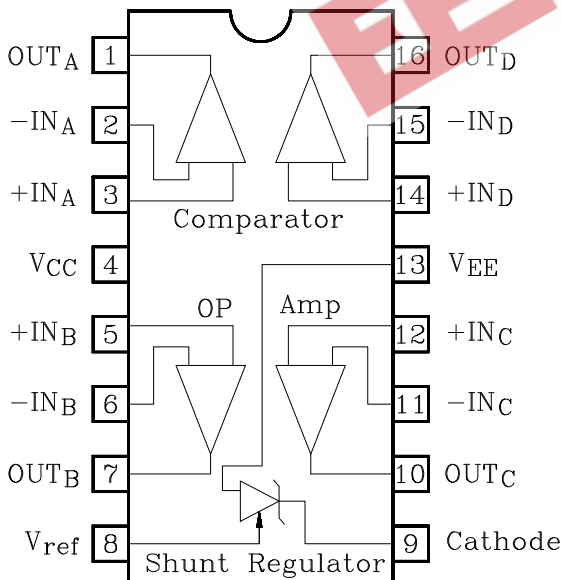 EE
OUTA 1 16 OUTD
-INA 2 15 -IND
+INA 3 14 +IND
Comparator
VCC 4 13 VEE
OP Amp
+INB 5 12 +INC
-INB 6 11 -INC
OUTB 7 10 OUTC
Vref 8 9 Cathode
Shunt Regulator